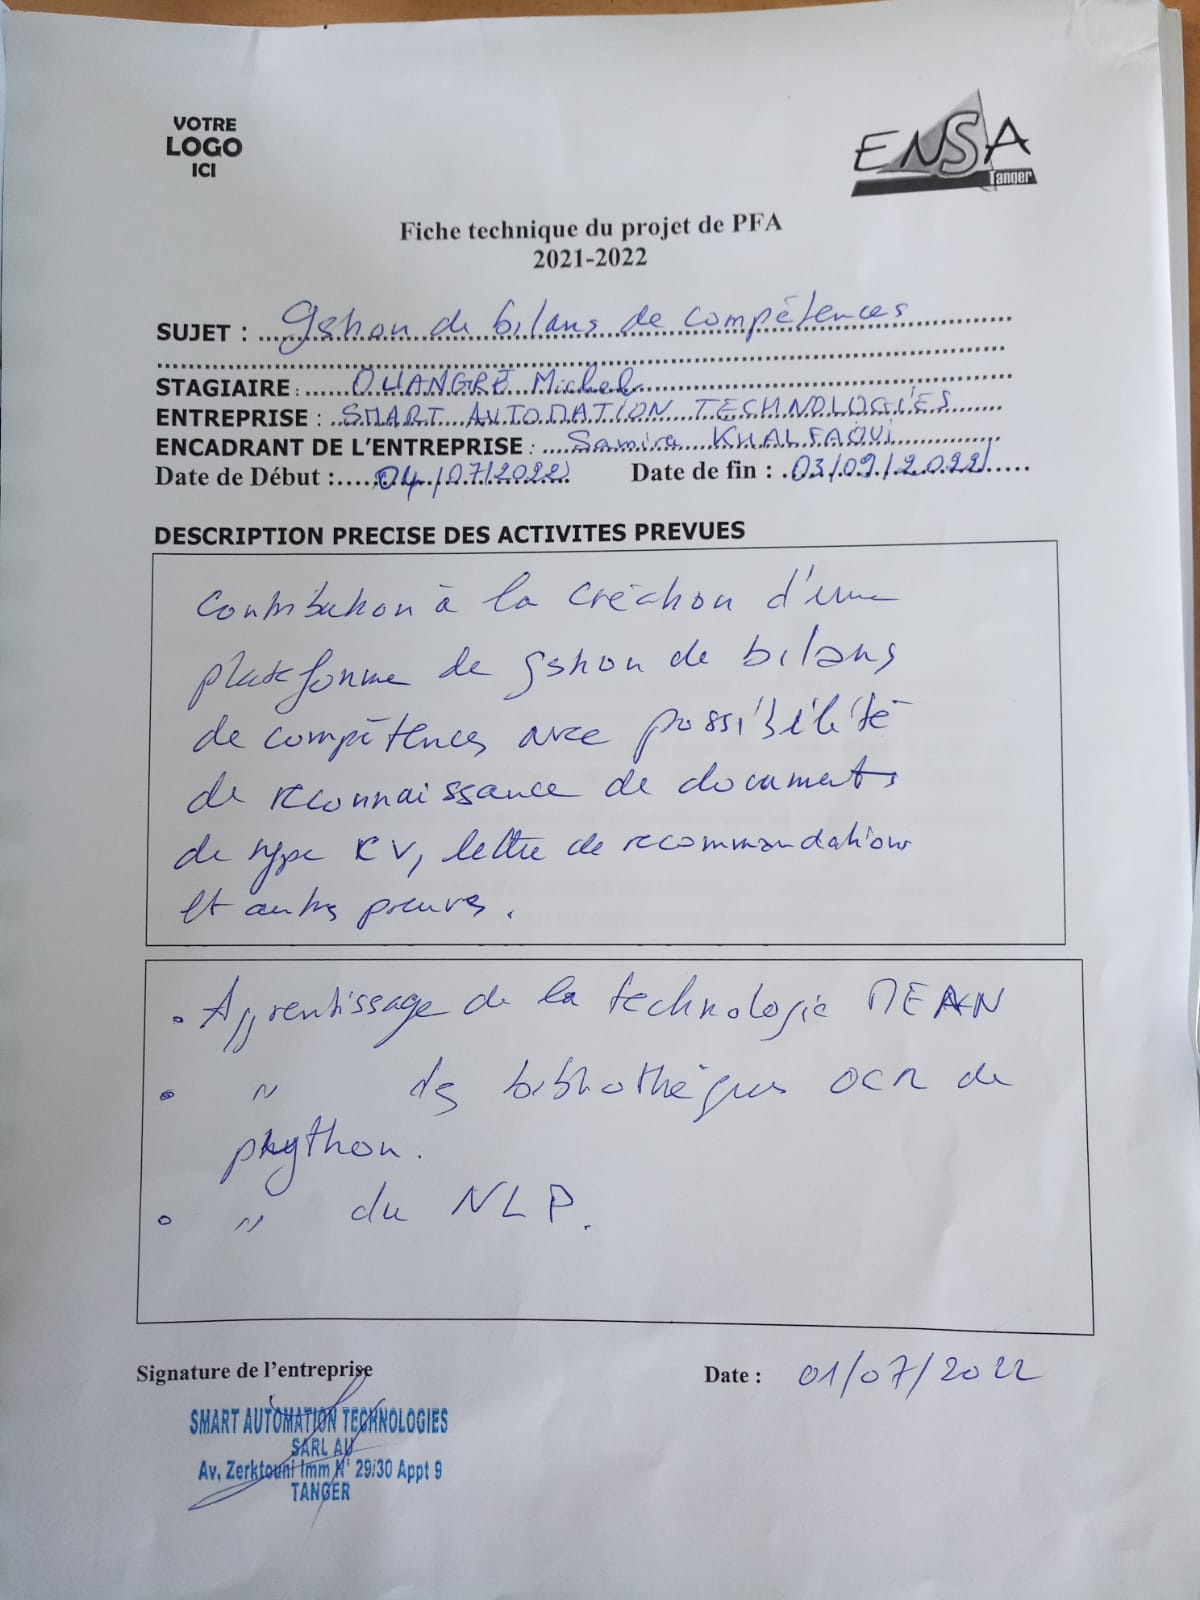 VOTRE
LOGO
ICI
ENSA
Tanger
Fiche technique du projet de PFA
2021-2022
SUJET : gestion de bilans de compétences
STAGIAIRE : OUANGRE Michel
ENTREPRISE : SMART AUTOMATION TECHNOLOGIES
ENCADRANT DE L'ENTREPRISE : Samira KHALFAOUI
Date de Début : 04/07/2022 Date de fin : 03/09/2022
DESCRIPTION PRECISE DES ACTIVITES PREVUES
Contribution à la création d'une
plateforme de gestion de bilans
de compétences avec possibilité
de reconnaissance de documents
de type CV, lettre de recommandations
et autres preuves.
• Apprentissage de la technologie MEAN
• " des bibliothèques OCR de
python.
• " du NLP.
Signature de l'entreprise
Date : 01/07/2022
SMART AUTOMATION TECHNOLOGIES
SARL AU
Av, Zerktouni Imm N° 29/30 Appt 9
TANGER